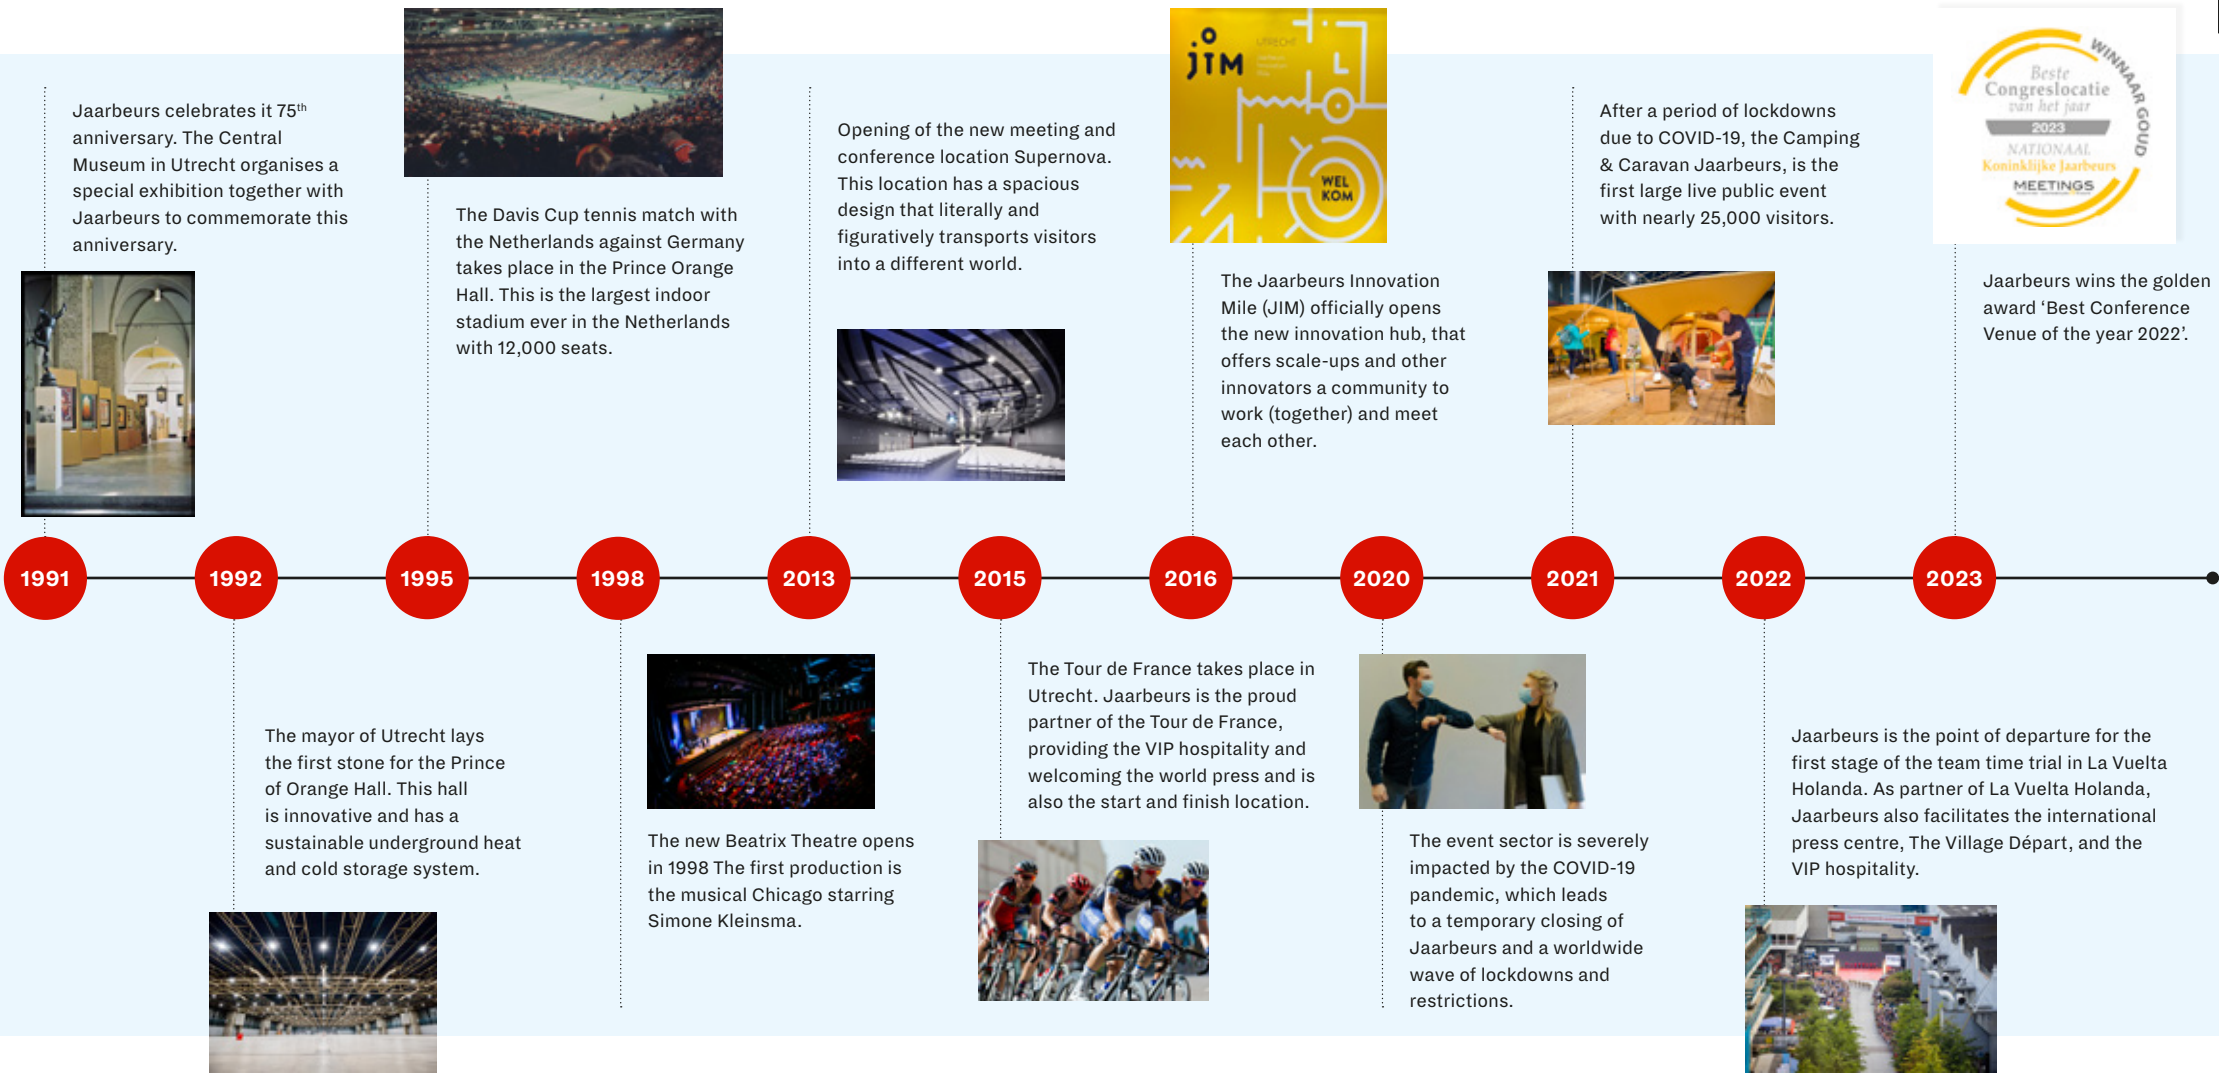 Jaarbeurs celebrates it 75th
anniversary. The Central
Museum in Utrecht organises a
special exhibition together with
Jaarbeurs to commemorate this
anniversary.
The Davis Cup tennis match with
the Netherlands against Germany
takes place in the Prince Orange
Hall. This is the largest indoor
stadium ever in the Netherlands
with 12,000 seats.
Opening of the new meeting and
conference location Supernova.
This location has a spacious
design that literally and
figuratively transports visitors
into a different world.
JIM
UTRECHT
WEL
KOM
The Jaarbeurs Innovation
Mile (JIM) officially opens
the new innovation hub, that
offers scale-ups and other
innovators a community to
work (together) and meet
each other.
After a period of lockdowns
due to COVID-19, the Camping
& Caravan Jaarbeurs, is the
first large live public event
with nearly 25,000 visitors.
WINNAAR GOUD
Beste
Congreslocatie
van het jaar
2023
NATIONAAL
Koninklijke Jaarbeurs
MEETINGS
Jaarbeurs wins the golden
award ‘Best Conference
Venue of the year 2022’.
1991
1992
1995
1998
2013
2015
2016
2020
2021
2022
2023
The mayor of Utrecht lays
the first stone for the Prince
of Orange Hall. This hall
is innovative and has a
sustainable underground heat
and cold storage system.
The new Beatrix Theatre opens
in 1998 The first production is
the musical Chicago starring
Simone Kleinsma.
The Tour de France takes place in
Utrecht. Jaarbeurs is the proud
partner of the Tour de France,
providing the VIP hospitality and
welcoming the world press and is
also the start and finish location.
The event sector is severely
impacted by the COVID-19
pandemic, which leads
to a temporary closing of
Jaarbeurs and a worldwide
wave of lockdowns and
restrictions.
Jaarbeurs is the point of departure for the
first stage of the team time trial in La Vuelta
Holanda. As partner of La Vuelta Holanda,
Jaarbeurs also facilitates the international
press centre, The Village Départ, and the
VIP hospitality.